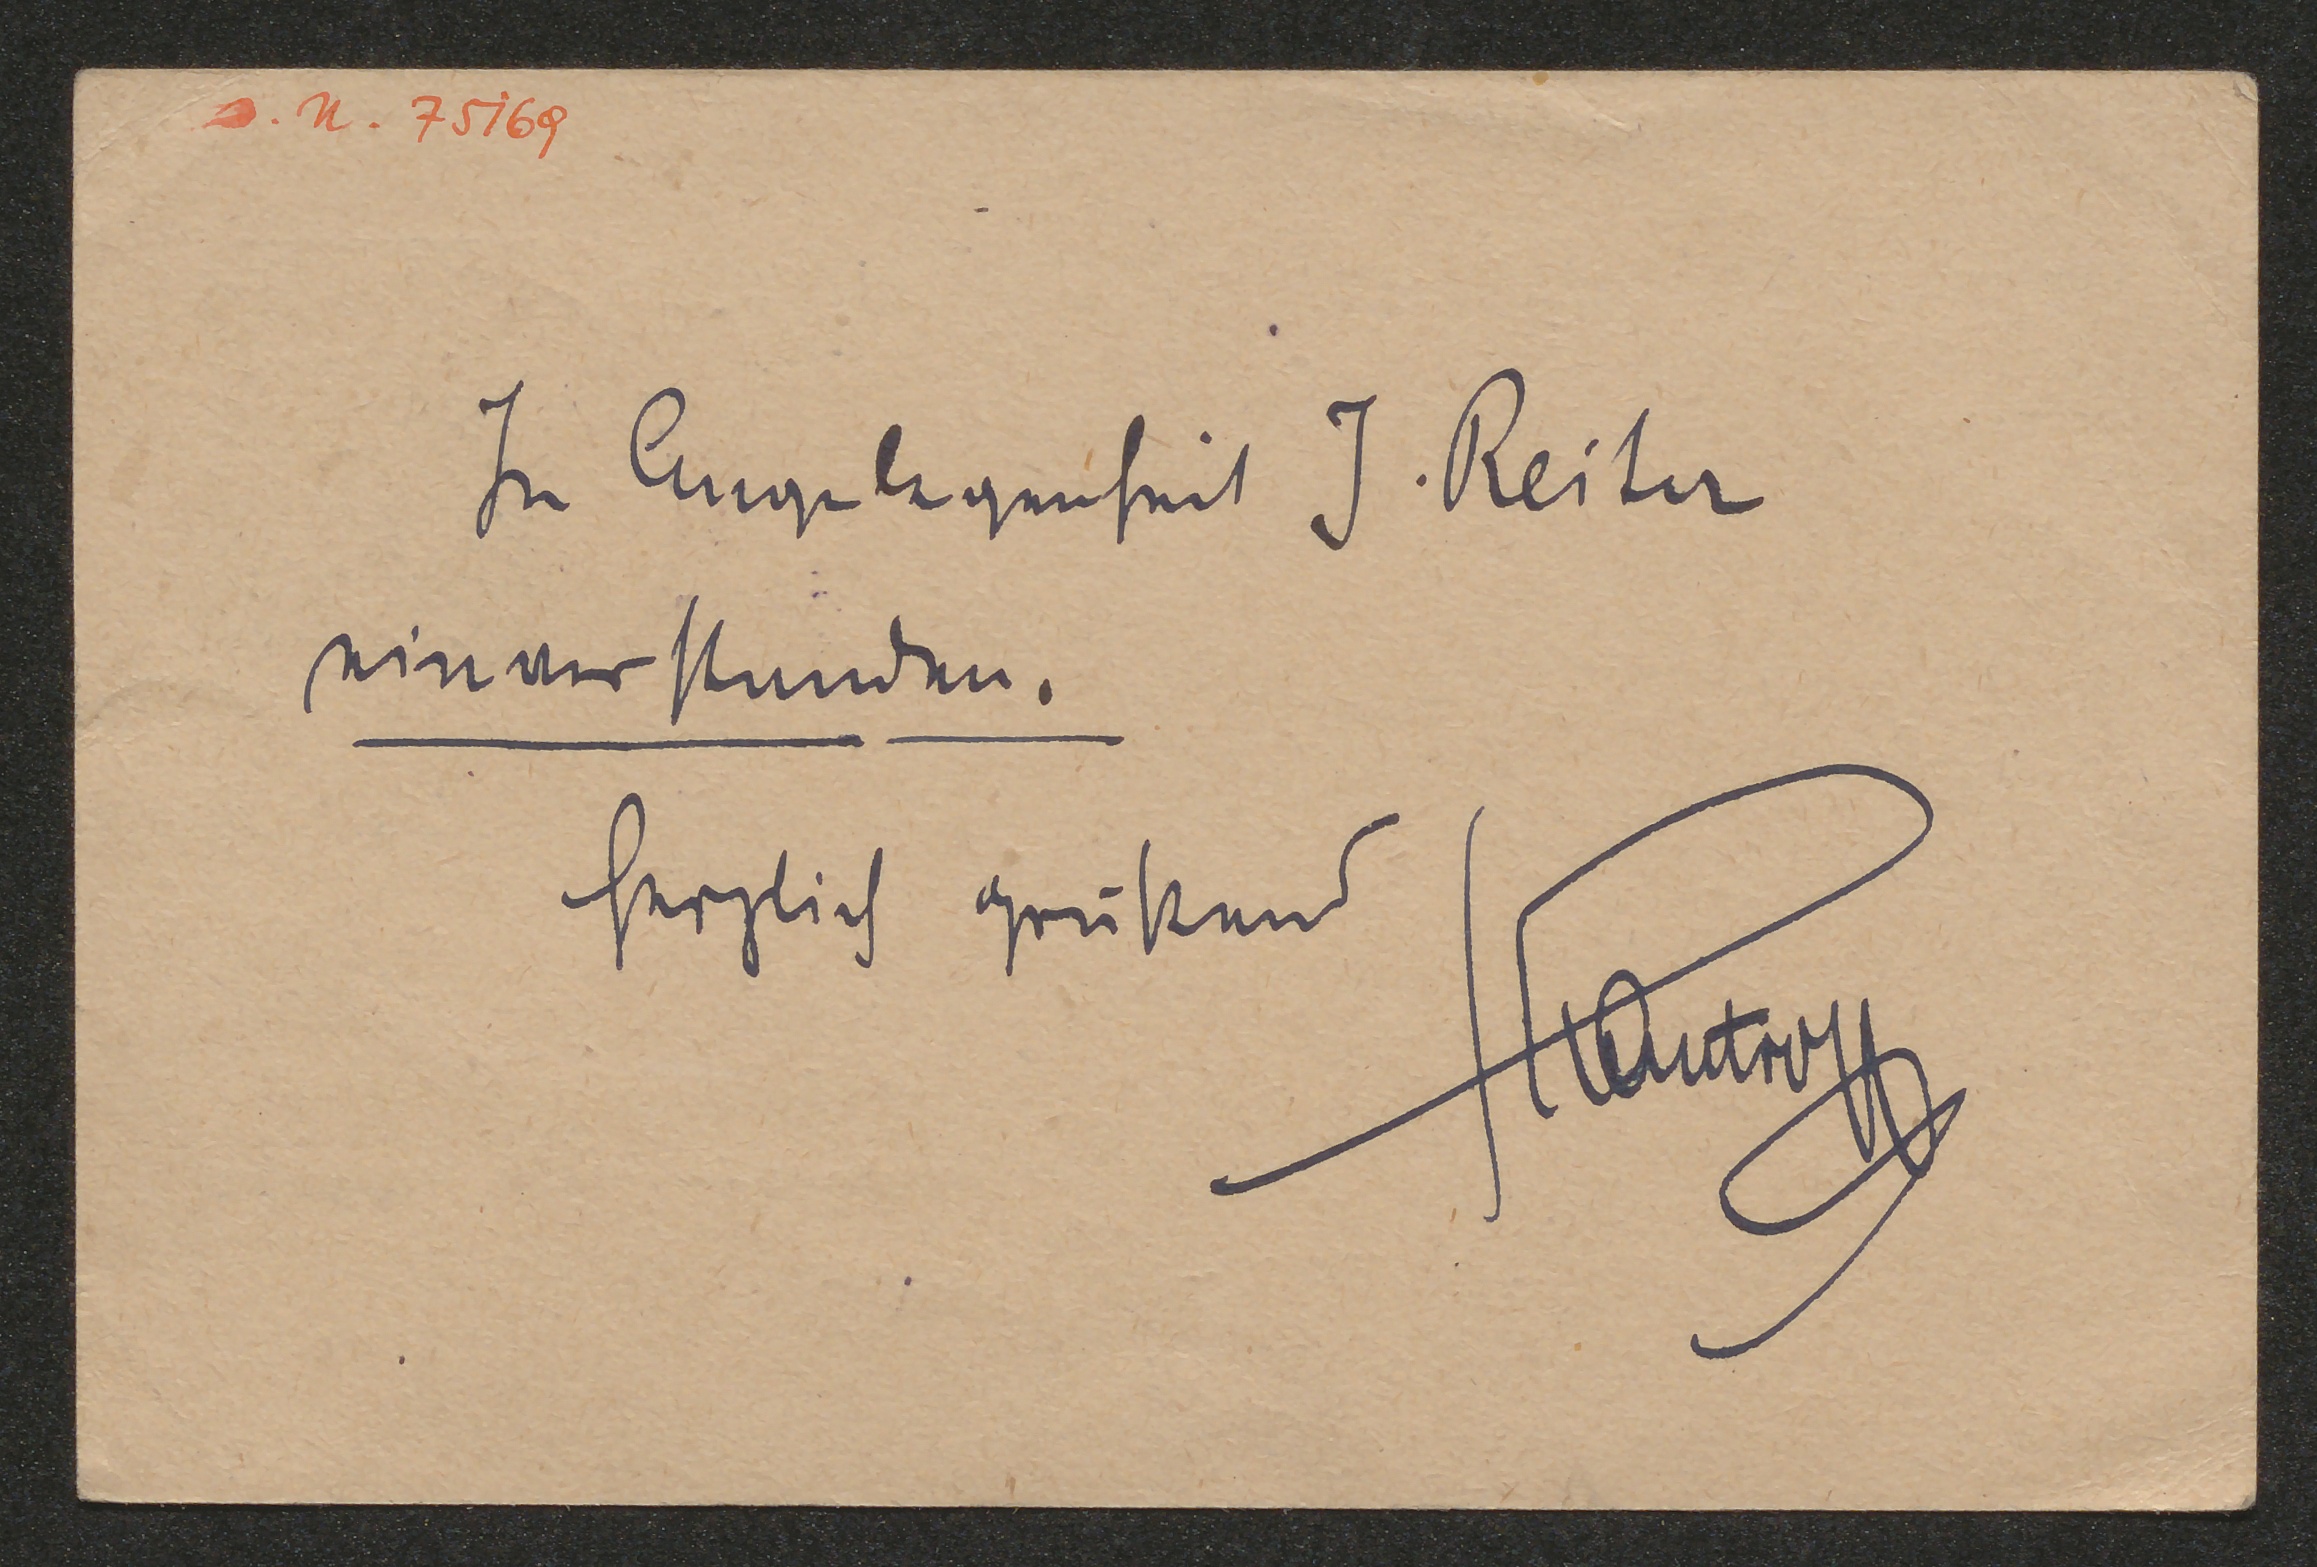 N. 75169
In Angelegenheit J. Reiter
einverstanden.
herzlich grüßend